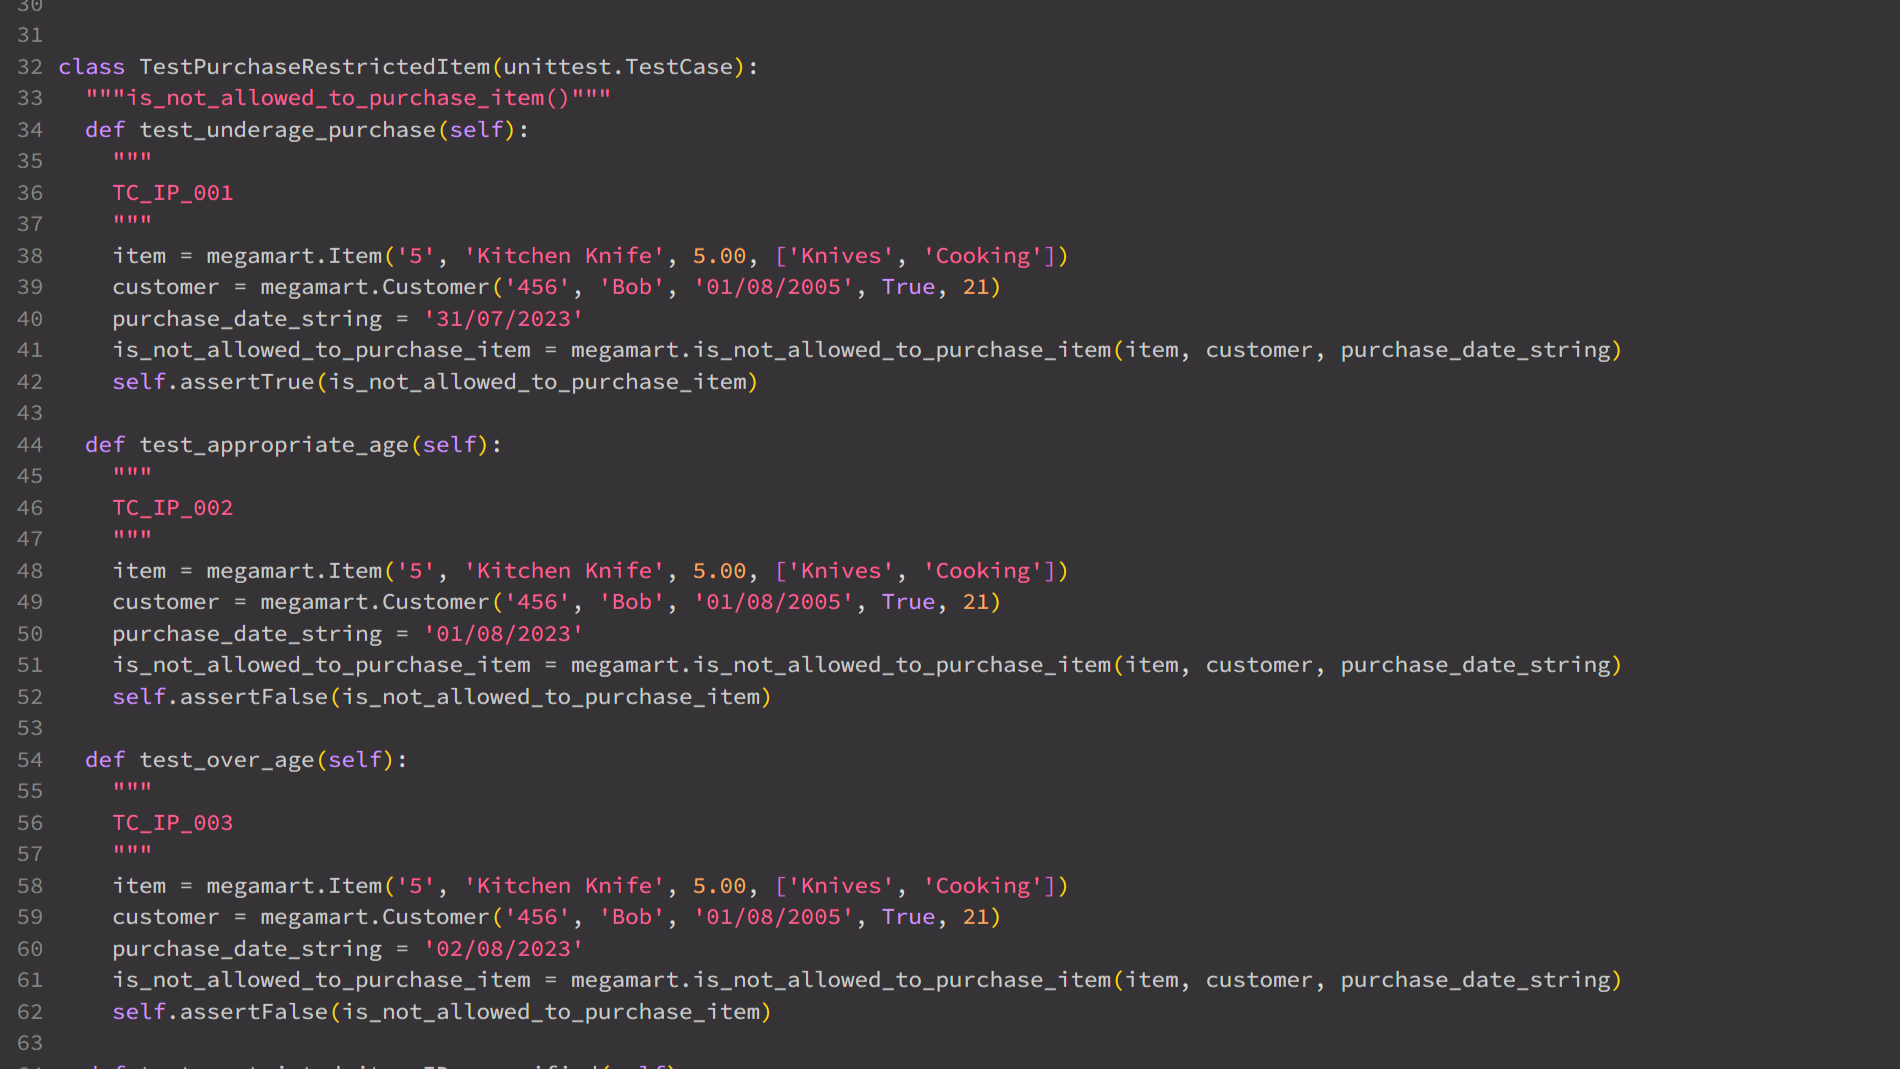 30
31
32 class TestPurchaseRestrictedItem(unittest.TestCase):
33   """is_not_allowed_to_purchase_item()"""
34   def test_underage_purchase(self):
35     """
36     TC_IP_001
37     """
38     item = megamart.Item('5', 'Kitchen Knife', 5.00, ['Knives', 'Cooking'])
39     customer = megamart.Customer('456', 'Bob', '01/08/2005', True, 21)
40     purchase_date_string = '31/07/2023'
41     is_not_allowed_to_purchase_item = megamart.is_not_allowed_to_purchase_item(item, customer, purchase_date_string)
42     self.assertTrue(is_not_allowed_to_purchase_item)
43
44   def test_appropriate_age(self):
45     """
46     TC_IP_002
47     """
48     item = megamart.Item('5', 'Kitchen Knife', 5.00, ['Knives', 'Cooking'])
49     customer = megamart.Customer('456', 'Bob', '01/08/2005', True, 21)
50     purchase_date_string = '01/08/2023'
51     is_not_allowed_to_purchase_item = megamart.is_not_allowed_to_purchase_item(item, customer, purchase_date_string)
52     self.assertFalse(is_not_allowed_to_purchase_item)
53
54   def test_over_age(self):
55     """
56     TC_IP_003
57     """
58     item = megamart.Item('5', 'Kitchen Knife', 5.00, ['Knives', 'Cooking'])
59     customer = megamart.Customer('456', 'Bob', '01/08/2005', True, 21)
60     purchase_date_string = '02/08/2023'
61     is_not_allowed_to_purchase_item = megamart.is_not_allowed_to_purchase_item(item, customer, purchase_date_string)
62     self.assertFalse(is_not_allowed_to_purchase_item)
63